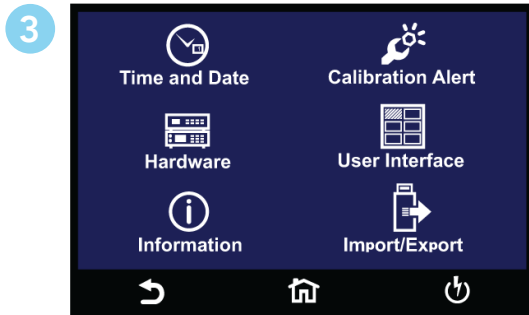 3
Time and Date
Calibration Alert
Hardware
User Interface
Information
Import/Export